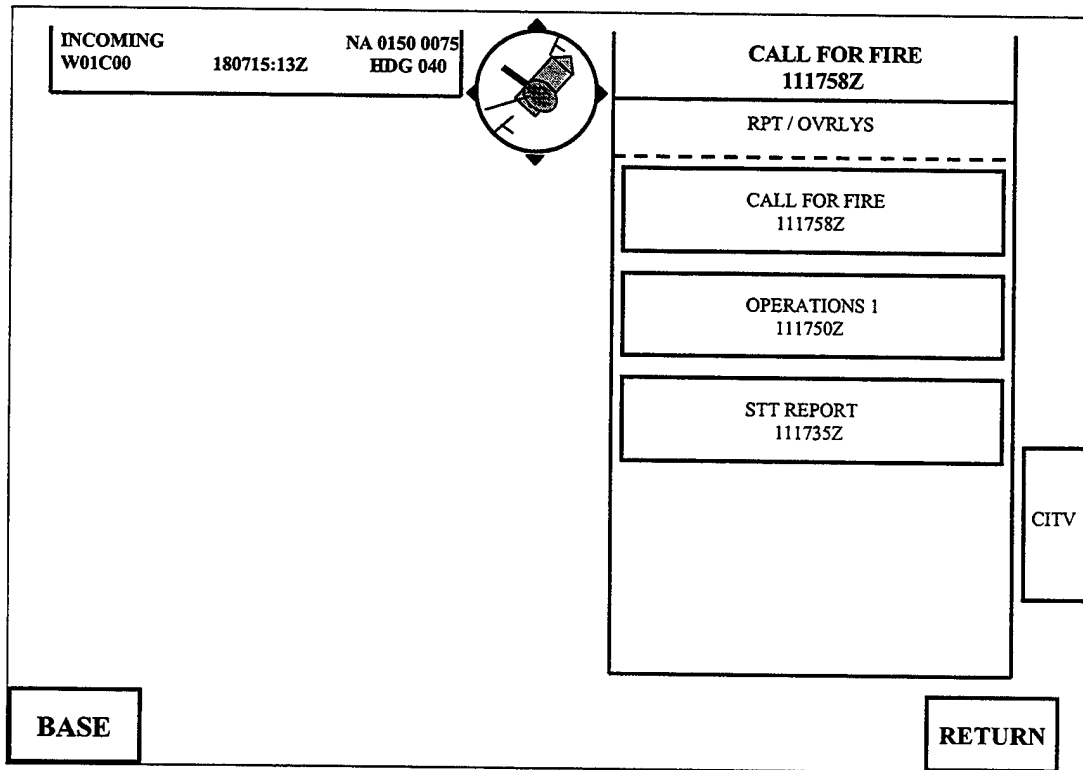 INCOMING NA 0150 0075
W01C00 180715:13Z HDG 040
CALL FOR FIRE
111758Z
RPT / OVRLYS
CALL FOR FIRE
111758Z
OPERATIONS 1
111750Z
STT REPORT
111735Z
CITV
BASE
RETURN